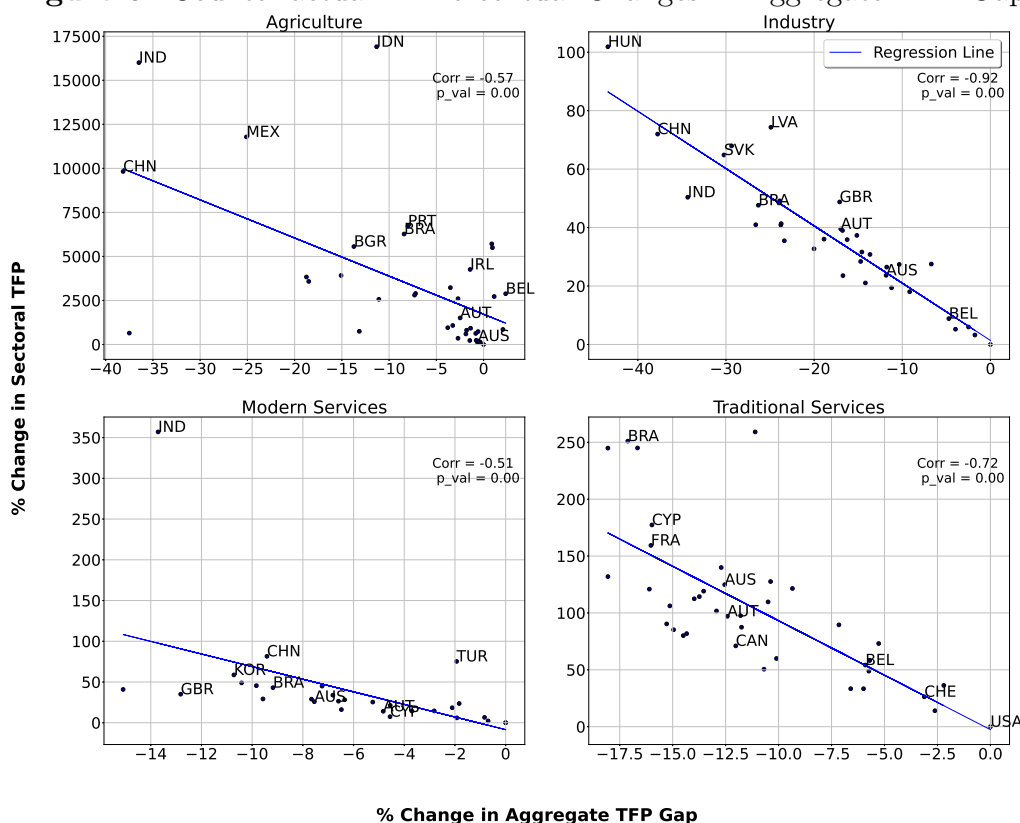 Agriculture
17500
15000
12500
10000
7500
5000
2500
0
−40 −35 −30 −25 −20 −15 −10 −5 0
IND
IDN
MEX
CHN
PRT
BRA
BGR
IRL
BEL
AUT
AUS
Corr = -0.57
p_val = 0.00
Industry
Regression Line
100
80
60
40
20
0
−40 −30 −20 −10 0
HUN
CHN
LVA
SVK
IND
BRA
GBR
AUT
AUS
BEL
Corr = -0.92
p_val = 0.00
Modern Services
350
300
250
200
150
100
50
0
−14 −12 −10 −8 −6 −4 −2 0
IND
CHN
TUR
KOR
GBR
BRA
AUS
AUT
CYP
Corr = -0.51
p_val = 0.00
Traditional Services
250
200
150
100
50
0
−17.5 −15.0 −12.5 −10.0 −7.5 −5.0 −2.5 0.0
BRA
CYP
FRA
AUS
AUT
CAN
BEL
CHE
USA
Corr = -0.72
p_val = 0.00
% Change in Sectoral TFP
% Change in Aggregate TFP Gap